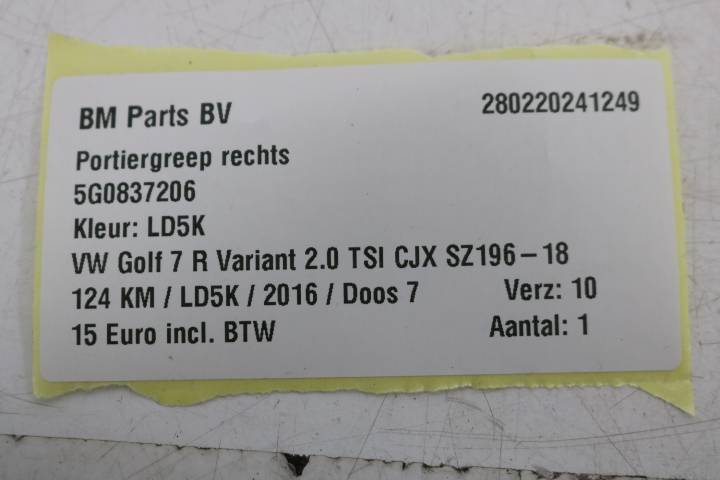 BM Parts BV 280220241249
Portiergreep rechts
5G0837206
Kleur: LD5K
VW Golf 7 R Variant 2.0 TSI CJX SZ196-18
124 KM / LD5K / 2016 / Doos 7 Verz: 10
15 Euro incl. BTW Aantal: 1